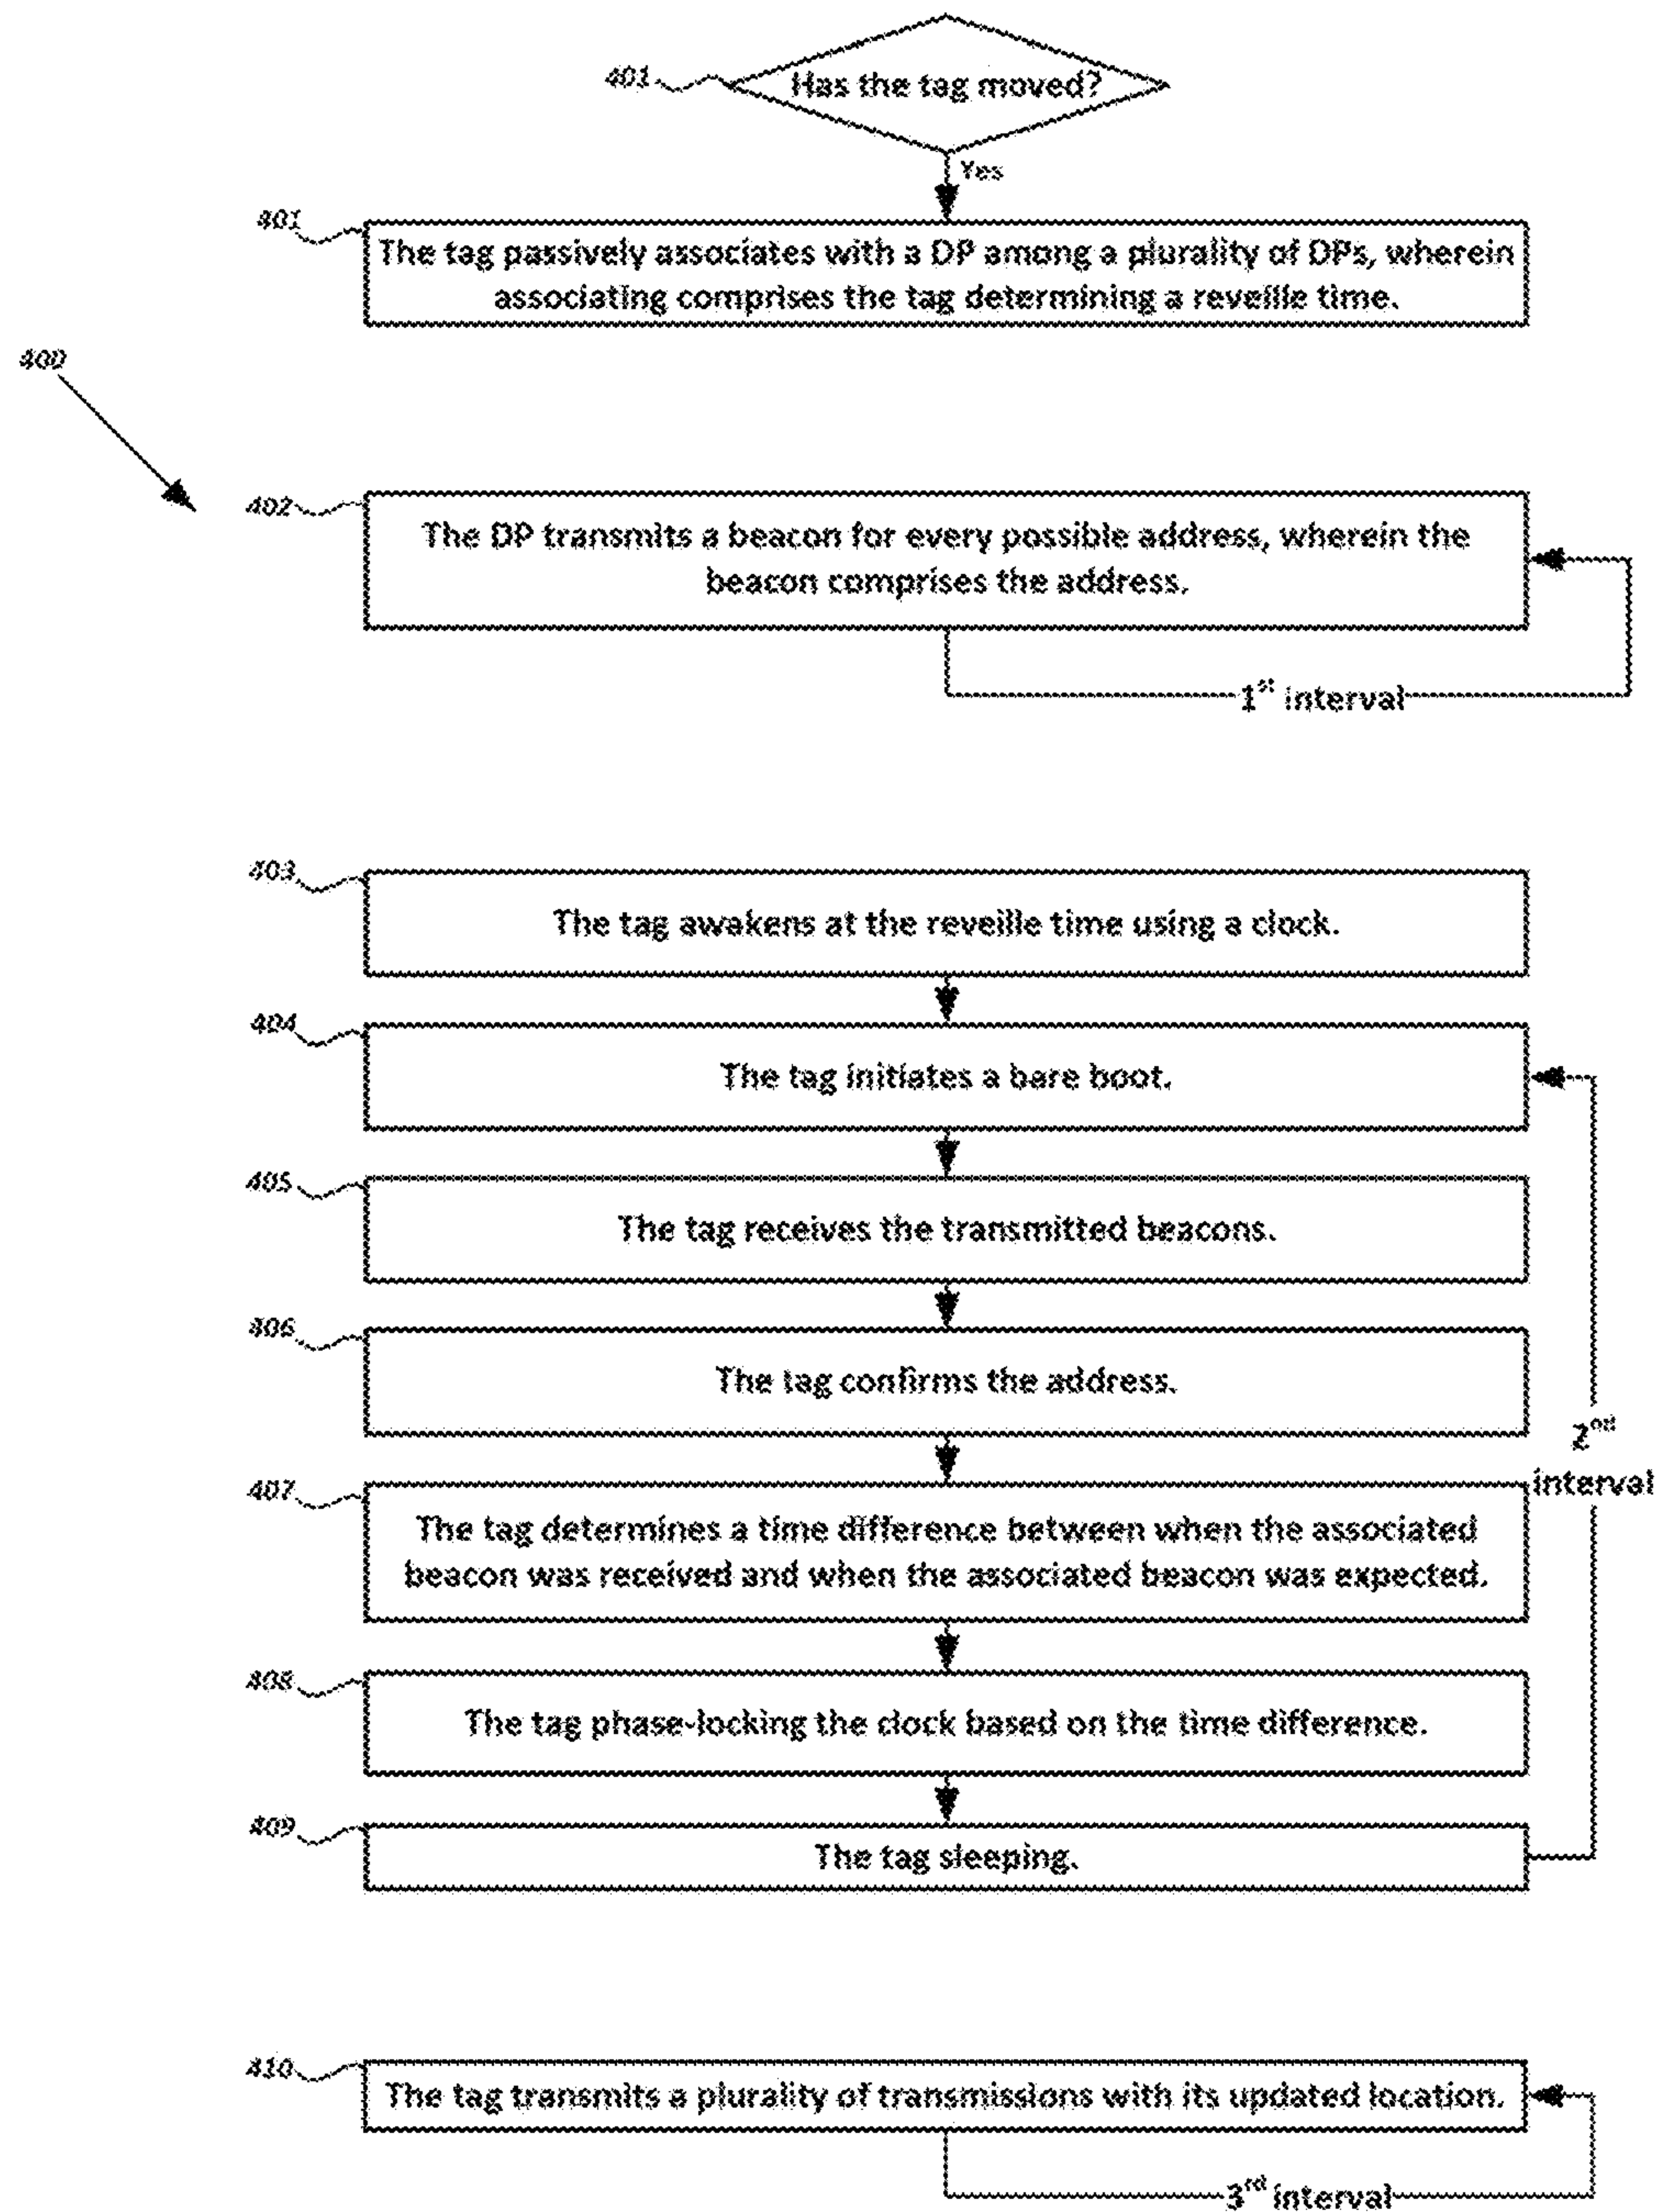 401
Has the tag moved?
Yes
401
The tag passively associates with a DP among a plurality of DPs, wherein
associating comprises the tag determining a reveille time.
400
402
The DP transmits a beacon for every possible address, wherein the
beacon comprises the address.
1st interval
403
The tag awakens at the reveille time using a clock.
404
The tag initiates a bare boot.
405
The tag receives the transmitted beacons.
406
The tag confirms the address.
2nd
interval
407
The tag determines a time difference between when the associated
beacon was received and when the associated beacon was expected.
408
The tag phase-locking the clock based on the time difference.
409
The tag sleeping.
410
The tag transmits a plurality of transmissions with its updated location.
3rd interval